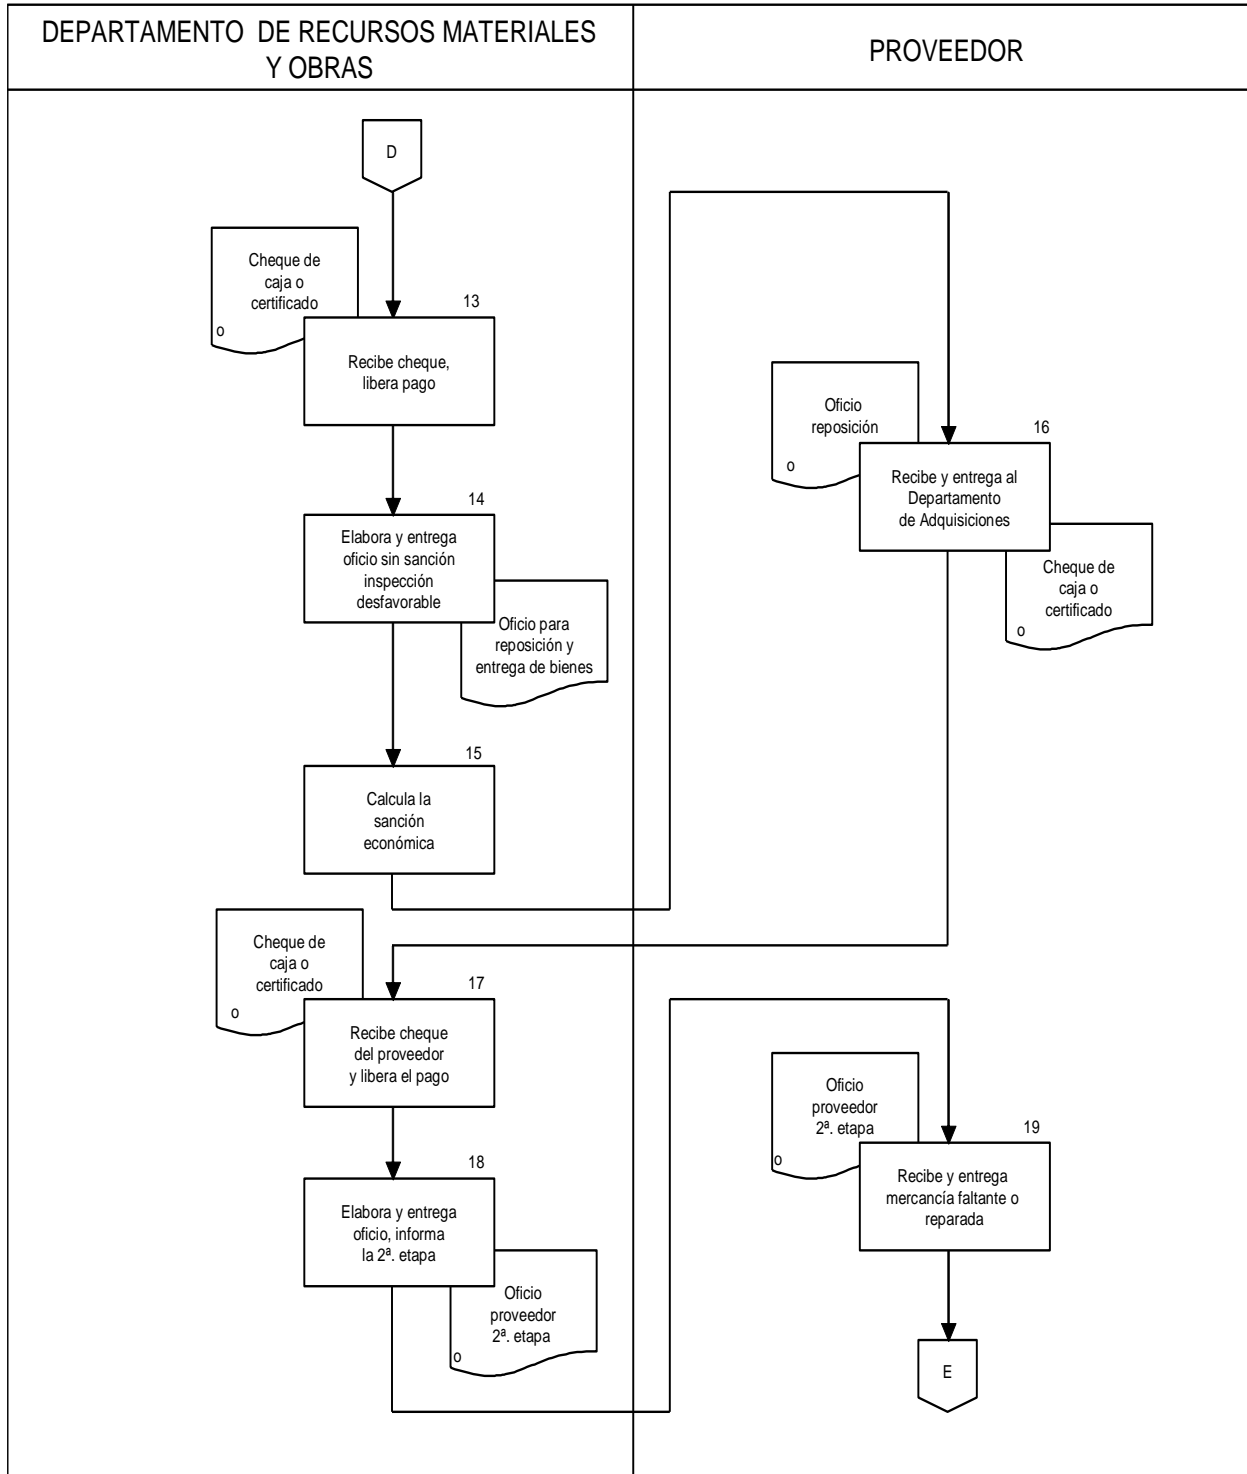 DEPARTAMENTO DE RECURSOS MATERIALES
Y OBRAS
PROVEEDOR
D
Cheque de
caja o
certificado
o
13
Recibe cheque,
libera pago
14
Elabora y entrega
oficio sin sanción
inspección
desfavorable
Oficio para
reposición y
entrega de bienes
15
Calcula la
sanción
económica
Oficio
reposición
o
16
Recibe y entrega al
Departamento
de Adquisiciones
Cheque de
caja o
certificado
o
Cheque de
caja o
certificado
o
17
Recibe cheque
del proveedor
y libera el pago
18
Elabora y entrega
oficio, informa
la 2ª. etapa
Oficio
proveedor
2ª. etapa
o
Oficio
proveedor
2ª. etapa
o
19
Recibe y entrega
mercancía faltante o
reparada
E